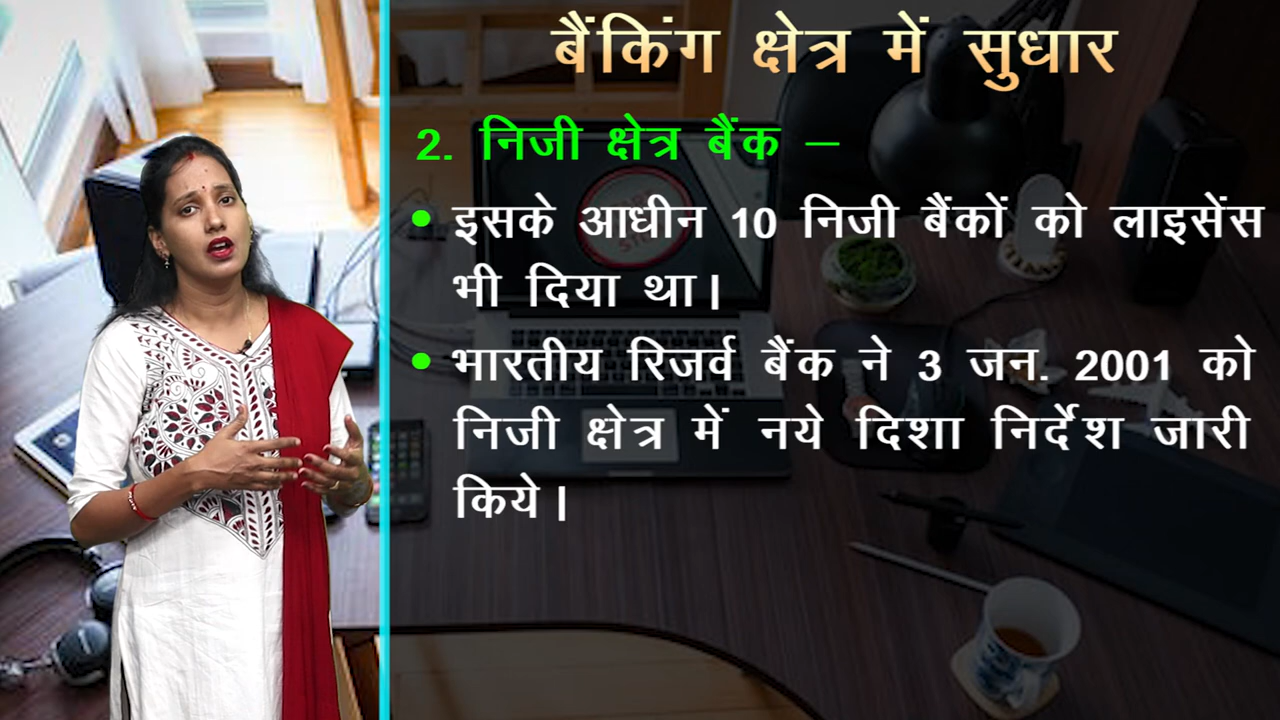 बैंकिंग क्षेत्र में सुधार
2. निजी क्षेत्र बैंक –
• इसके आधीन 10 निजी बैंकों को लाइसेंस
भी दिया था।
• भारतीय रिजर्व बैंक ने 3 जन. 2001 को
निजी क्षेत्र में नये दिशा निर्देश जारी
किये।